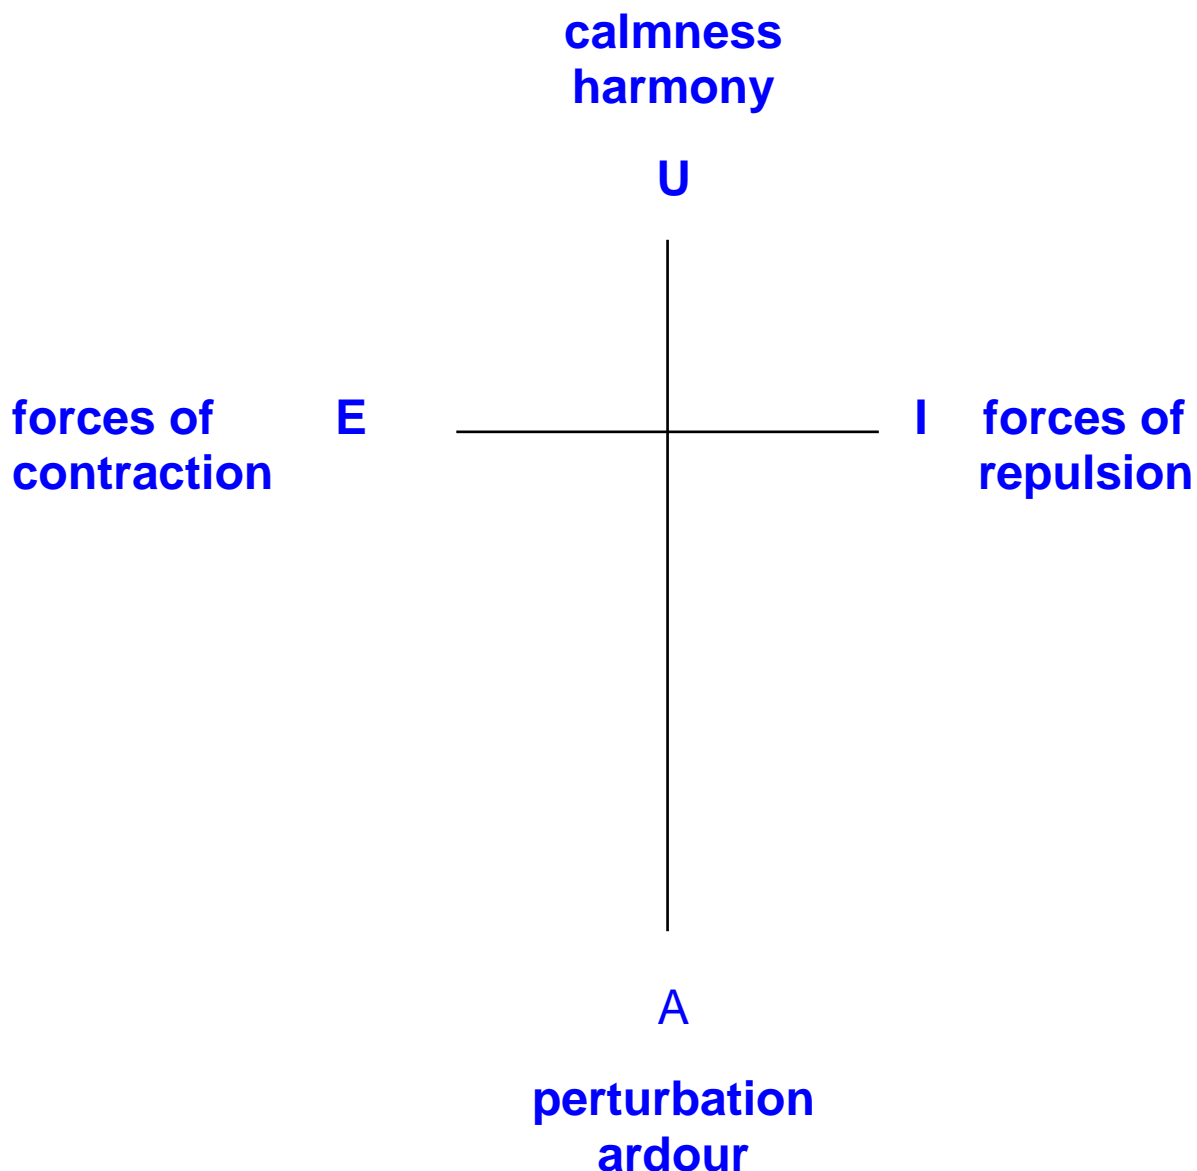 calmness
harmony
U
forces of E I forces of
contraction repulsion
A
perturbation
ardour